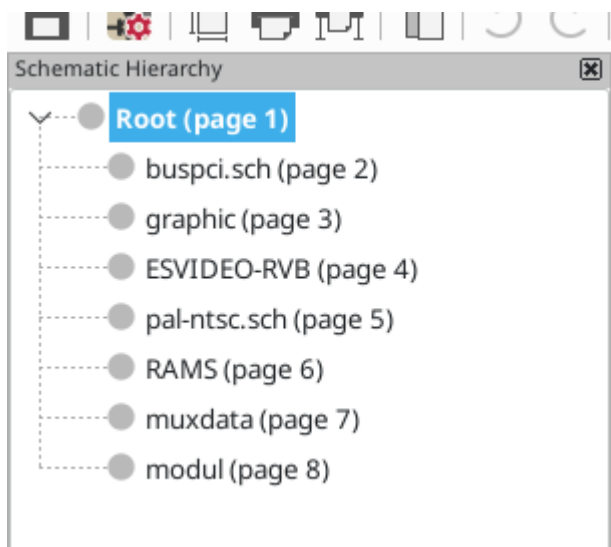 Schematic Hierarchy
Root (page 1)
buspci.sch (page 2)
graphic (page 3)
ESVIDEO-RVB (page 4)
pal-ntsc.sch (page 5)
RAMS (page 6)
muxdata (page 7)
modul (page 8)